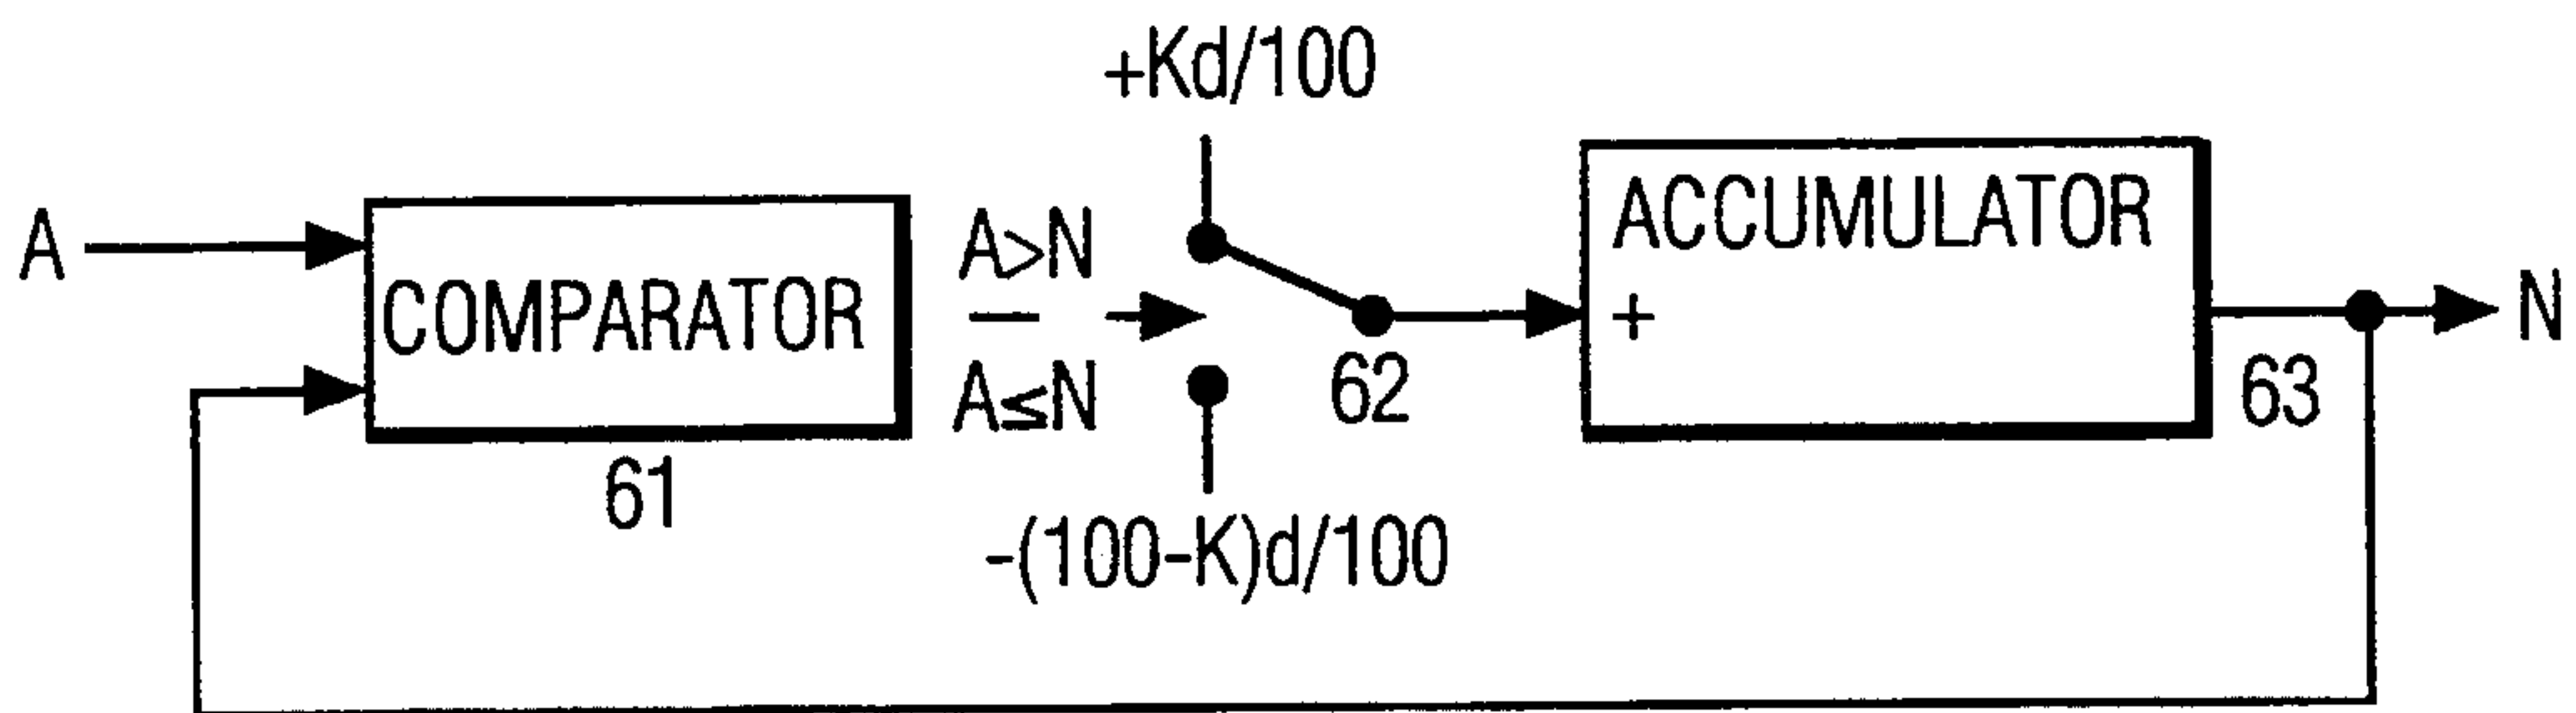 +Kd/100
A
COMPARATOR
61
A>N
A≤N
-(100-K)d/100
62
ACCUMULATOR
+
63
N